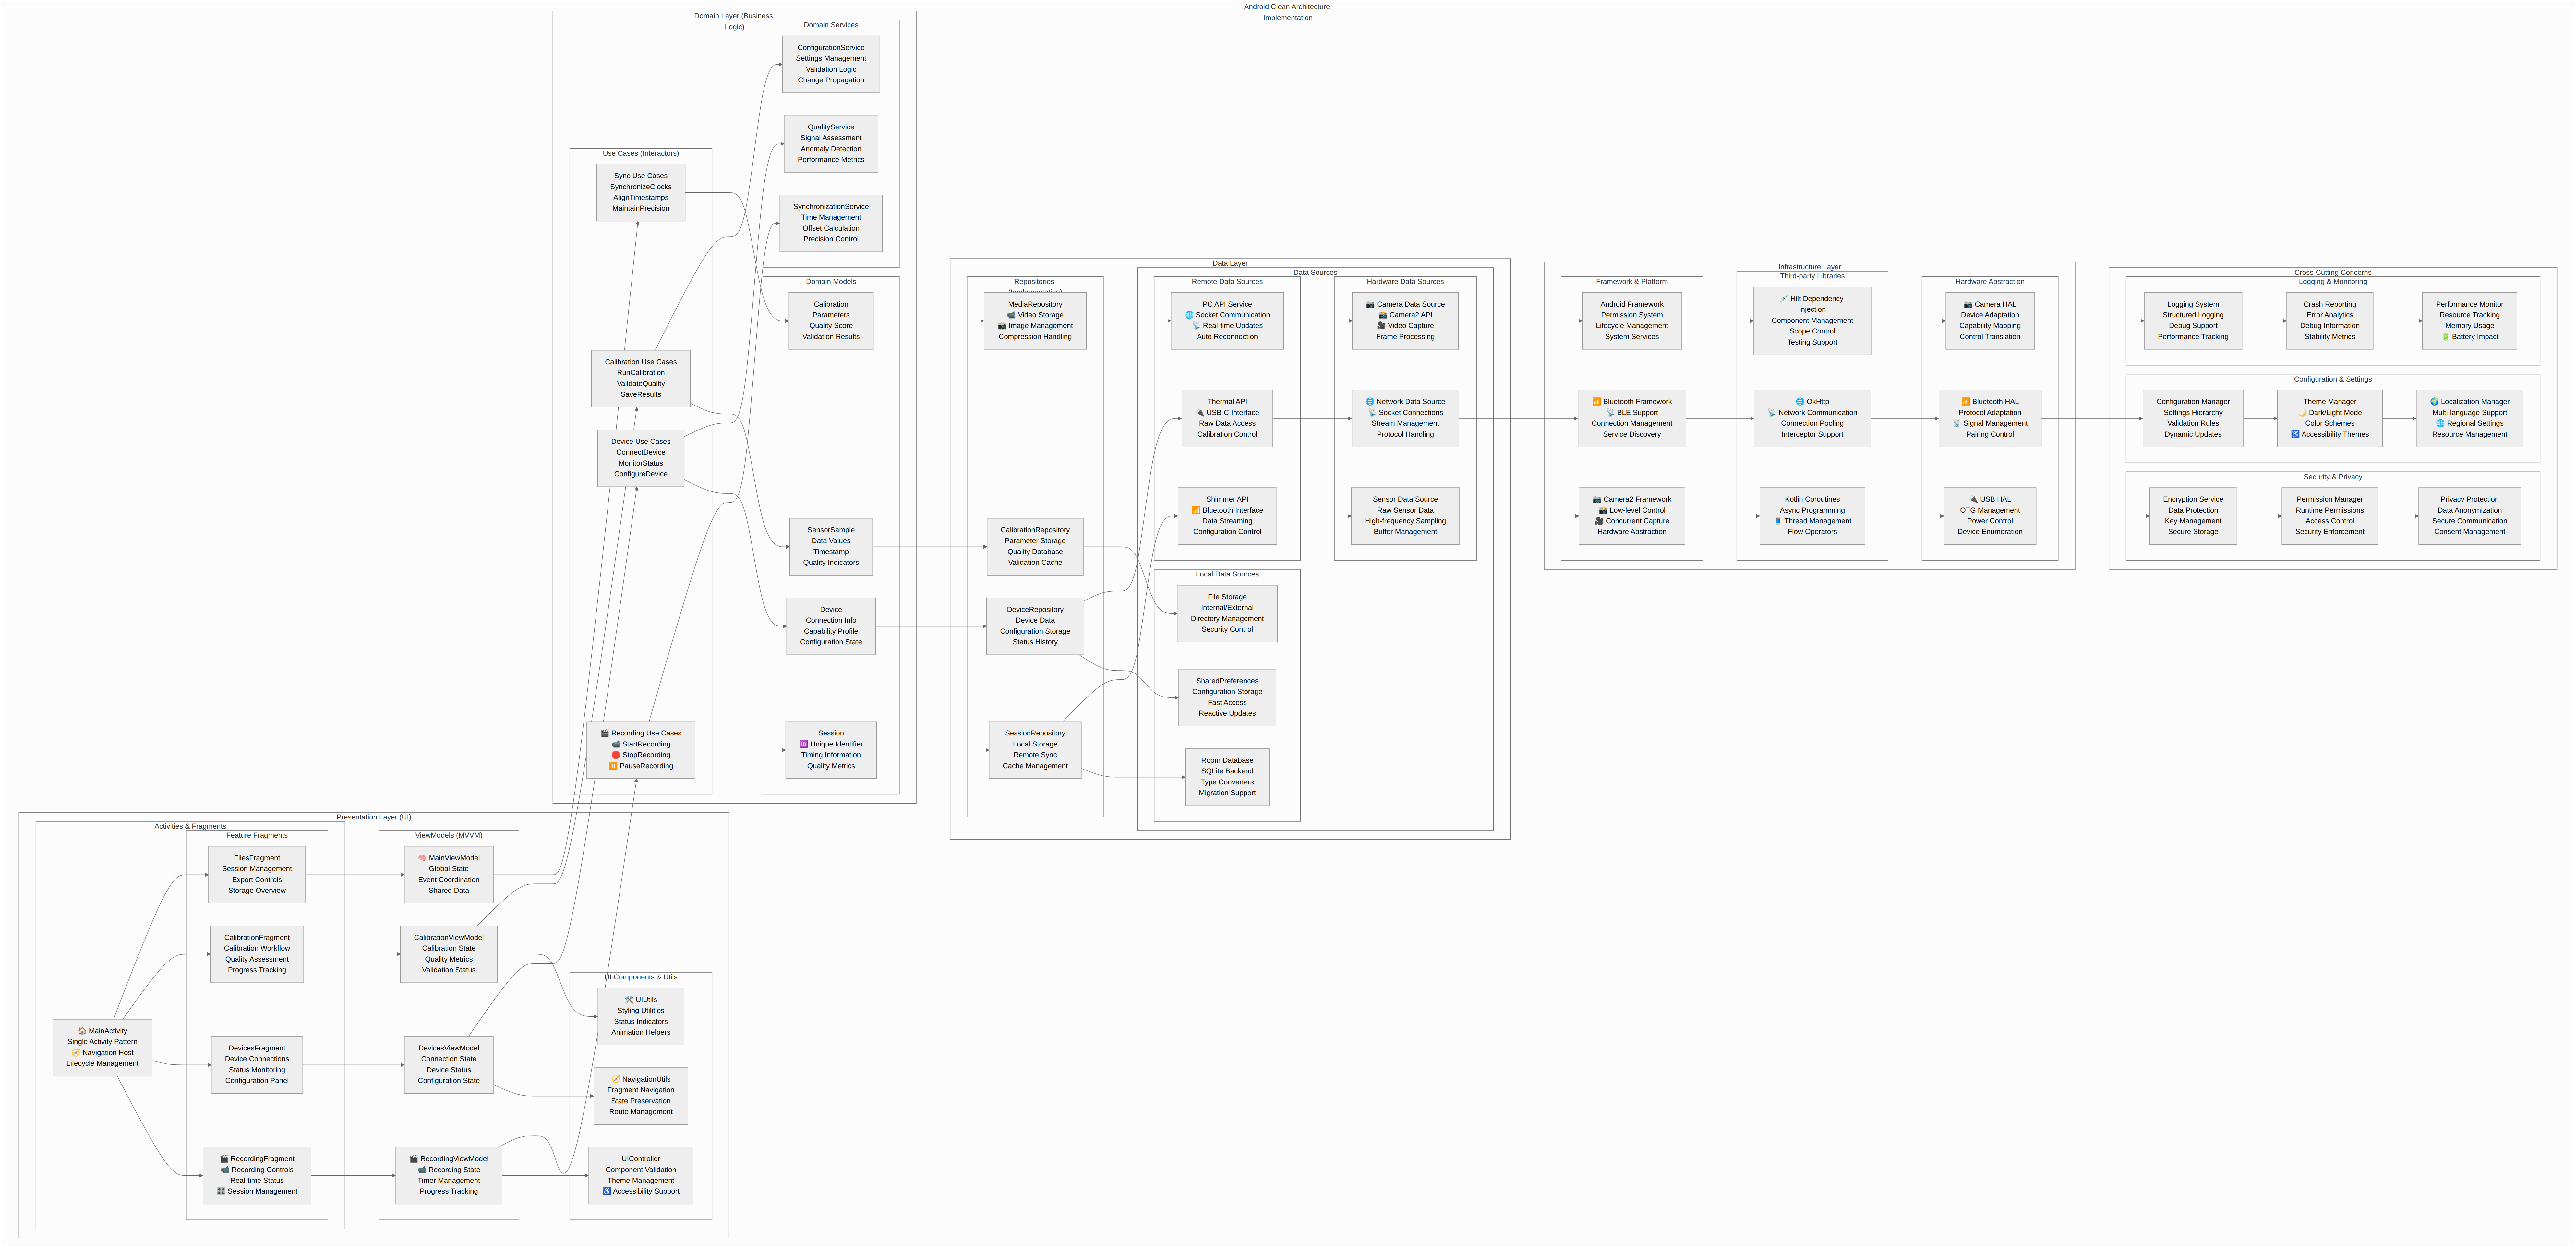 Android Clean Architecture
Implementation
Domain Layer (Business
Logic)
Domain Services
ConfigurationService
Settings Management
Validation Logic
Change Propagation
QualityService
Signal Assessment
Anomaly Detection
Performance Metrics
SynchronizationService
Time Management
Offset Calculation
Precision Control
Use Cases (Interactors)
Sync Use Cases
SynchronizeClocks
AlignTimestamps
MaintainPrecision
Calibration Use Cases
RunCalibration
ValidateQuality
SaveResults
Device Use Cases
ConnectDevice
MonitorStatus
ConfigureDevice
🎬 Recording Use Cases
📹 StartRecording
🛑 StopRecording
⏸️ PauseRecording
Domain Models
Calibration
Parameters
Quality Score
Validation Results
SensorSample
Data Values
Timestamp
Quality Indicators
Device
Connection Info
Capability Profile
Configuration State
Session
🆔 Unique Identifier
Timing Information
Quality Metrics
Data Layer
Repositories
(Implementation)
MediaRepository
📹 Video Storage
📸 Image Management
Compression Handling
CalibrationRepository
Parameter Storage
Quality Database
Validation Cache
DeviceRepository
Device Data
Configuration Storage
Status History
SessionRepository
Local Storage
Remote Sync
Cache Management
Data Sources
Remote Data Sources
PC API Service
🌐 Socket Communication
📡 Real-time Updates
Auto Reconnection
Thermal API
🔌 USB-C Interface
Raw Data Access
Calibration Control
Shimmer API
📶 Bluetooth Interface
Data Streaming
Configuration Control
Hardware Data Sources
📷 Camera Data Source
📸 Camera2 API
🎥 Video Capture
Frame Processing
🌐 Network Data Source
📡 Socket Connections
Stream Management
Protocol Handling
Sensor Data Source
Raw Sensor Data
High-frequency Sampling
Buffer Management
Local Data Sources
File Storage
Internal/External
Directory Management
Security Control
SharedPreferences
Configuration Storage
Fast Access
Reactive Updates
Room Database
SQLite Backend
Type Converters
Migration Support
Infrastructure Layer
Framework & Platform
Android Framework
Permission System
Lifecycle Management
System Services
📶 Bluetooth Framework
📡 BLE Support
Connection Management
Service Discovery
📷 Camera2 Framework
📸 Low-level Control
🎥 Concurrent Capture
Hardware Abstraction
Third-party Libraries
💉 Hilt Dependency
Injection
Component Management
Scope Control
Testing Support
🌐 OkHttp
📡 Network Communication
Connection Pooling
Interceptor Support
Kotlin Coroutines
Async Programming
🧵 Thread Management
Flow Operators
Hardware Abstraction
📷 Camera HAL
Device Adaptation
Capability Mapping
Control Translation
📶 Bluetooth HAL
Protocol Adaptation
📡 Signal Management
Pairing Control
🔌 USB HAL
OTG Management
Power Control
Device Enumeration
Cross-Cutting Concerns
Logging & Monitoring
Logging System
Structured Logging
Debug Support
Performance Tracking
Crash Reporting
Error Analytics
Debug Information
Stability Metrics
Performance Monitor
Resource Tracking
Memory Usage
🔋 Battery Impact
Configuration & Settings
Configuration Manager
Settings Hierarchy
Validation Rules
Dynamic Updates
Theme Manager
🌙 Dark/Light Mode
Color Schemes
♿ Accessibility Themes
🌍 Localization Manager
Multi-language Support
🌐 Regional Settings
Resource Management
Security & Privacy
Encryption Service
Data Protection
Key Management
Secure Storage
Permission Manager
Runtime Permissions
Access Control
Security Enforcement
Privacy Protection
Data Anonymization
Secure Communication
Consent Management
Presentation Layer (UI)
Activities & Fragments
🏠 MainActivity
Single Activity Pattern
🧭 Navigation Host
Lifecycle Management
Feature Fragments
FilesFragment
Session Management
Export Controls
Storage Overview
CalibrationFragment
Calibration Workflow
Quality Assessment
Progress Tracking
DevicesFragment
Device Connections
Status Monitoring
Configuration Panel
🎬 RecordingFragment
📹 Recording Controls
Real-time Status
🎛️ Session Management
ViewModels (MVVM)
🧠 MainViewModel
Global State
Event Coordination
Shared Data
CalibrationViewModel
Calibration State
Quality Metrics
Validation Status
DevicesViewModel
Connection State
Device Status
Configuration State
🎬 RecordingViewModel
📹 Recording State
Timer Management
Progress Tracking
UI Components & Utils
🛠️ UIUtils
Styling Utilities
Status Indicators
Animation Helpers
🧭 NavigationUtils
Fragment Navigation
State Preservation
Route Management
UIController
Component Validation
Theme Management
♿ Accessibility Support